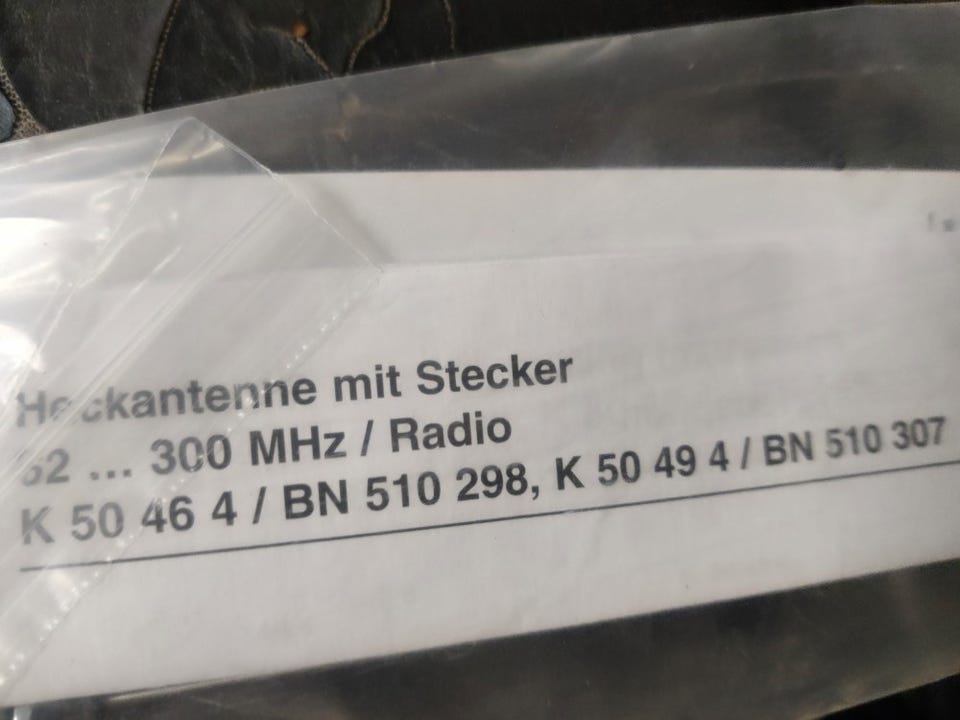 Heckantenne mit Stecker
... 300 MHz / Radio
K 50 46 4 / BN 510 298, K 50 49 4 / BN 510 307